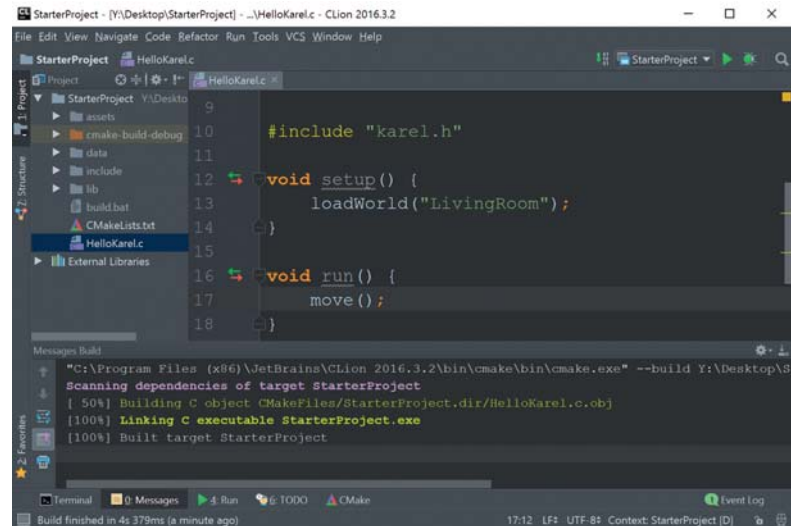 StarterProject - [Y:\Desktop\StarterProject] - ...\HelloKarel.c - CLion 2016.3.2
File Edit View Navigate Code Refactor Run Tools VCS Window Help
StarterProject HelloKarel.c StarterProject
1: Project
Project HelloKarel.c
StarterProject Y:\Deskto
assets
cmake-build-debug
data
include
lib
build.bat
CMakeLists.txt
HelloKarel.c
External Libraries
Z: Structure
9
10 #include "karel.h"
11
12 void setup() {
13 loadWorld("LivingRoom");
14 }
15
16 void run() {
17 move();
18 }
Messages Build
"C:\Program Files (x86)\JetBrains\CLion 2016.3.2\bin\cmake\bin\cmake.exe" --build Y:\Desktop\S
Scanning dependencies of target StarterProject
[ 50%] Building C object CMakeFiles/StarterProject.dir/HelloKarel.c.obj
[100%] Linking C executable StarterProject.exe
[100%] Built target StarterProject
2: Favorites
Terminal 0: Messages 4: Run 6: TODO CMake Event Log
Build finished in 4s 379ms (a minute ago) 17:12 LF÷ UTF-8÷ Context: StarterProject [D]